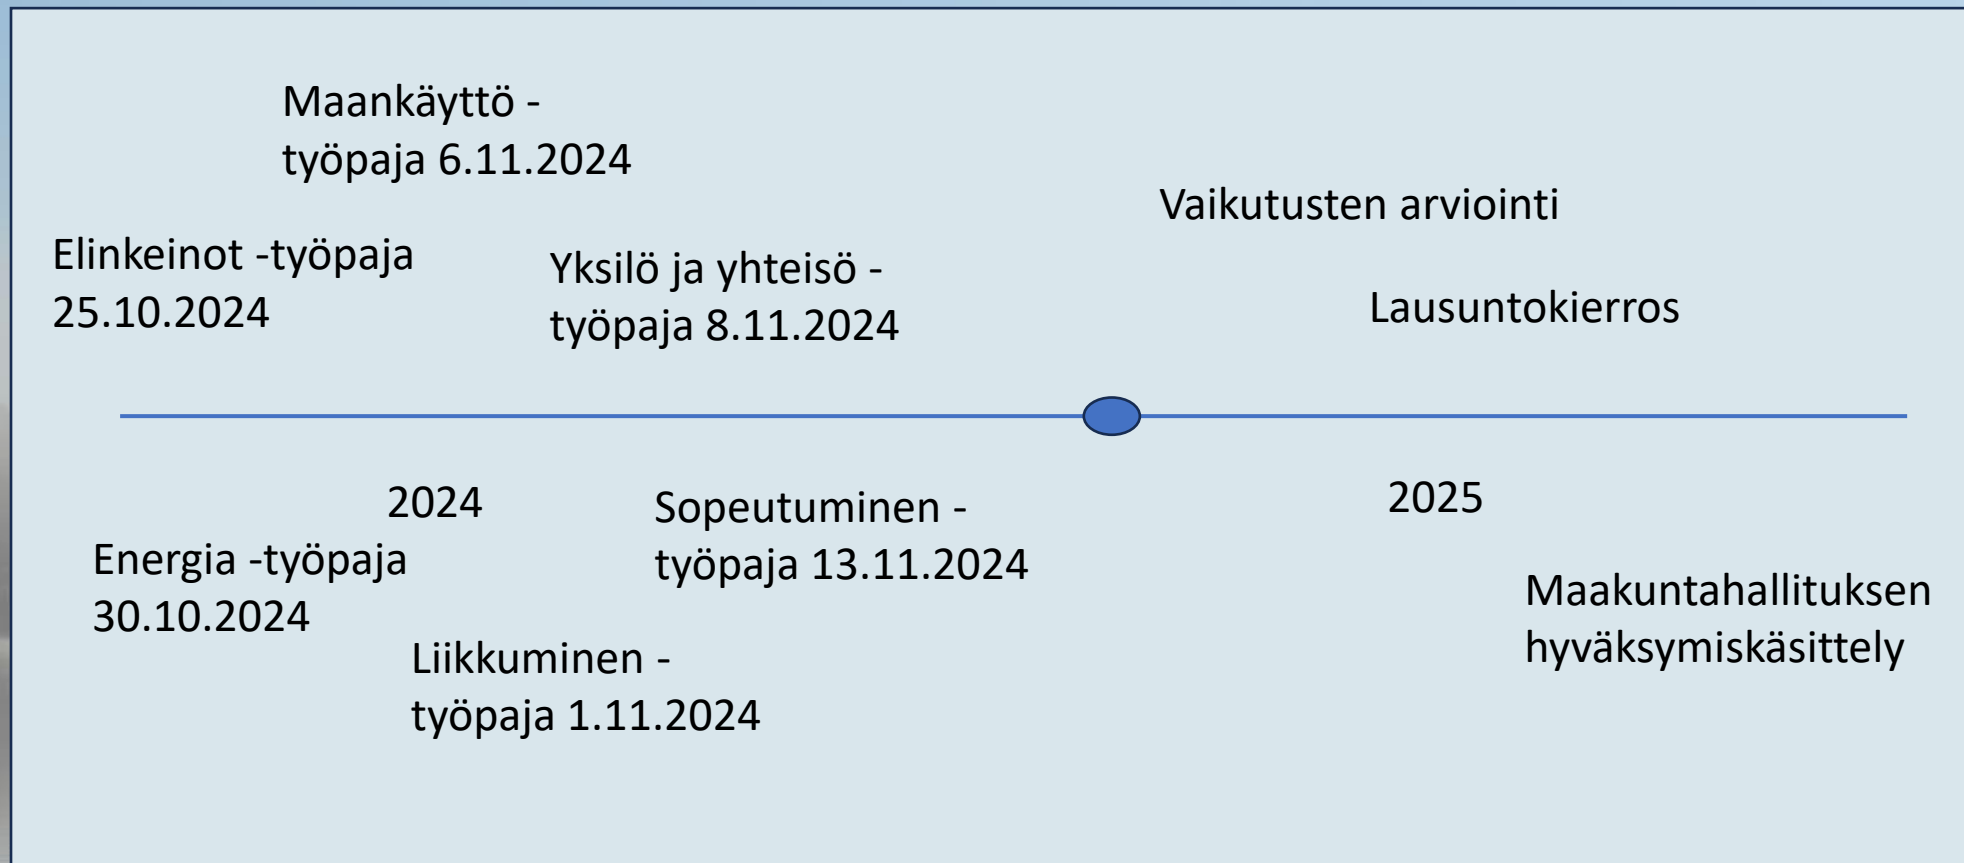 Maankäyttö -
työpaja 6.11.2024
Elinkeinot -työpaja
25.10.2024
Yksilö ja yhteisö -
työpaja 8.11.2024
Vaikutusten arviointi
Lausuntokierros
2024
Sopeutuminen -
työpaja 13.11.2024
2025
Energia -työpaja
30.10.2024
Liikkuminen -
työpaja 1.11.2024
Maakuntahallituksen
hyväksymiskäsittely